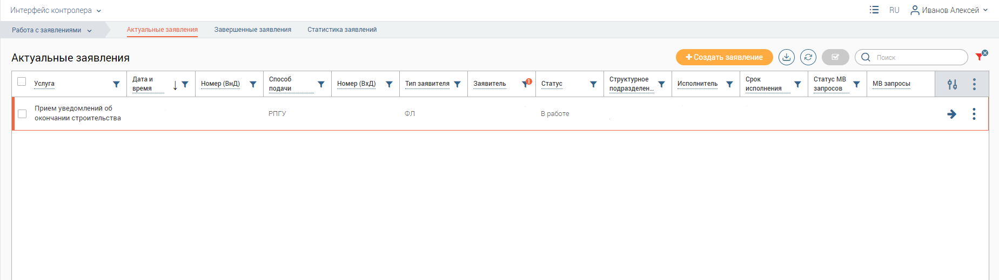 Интерфейс контролера
RU
Иванов Алексей
Работа с заявлениями
Актуальные заявления
Завершенные заявления
Статистика заявлений
Актуальные заявления
Создать заявление
Поиск
Услуга
Дата и
время
Номер (ВнД)
Способ
подачи
Номер (ВхД)
Тип заявителя
Заявитель
1
Статус
Структурное
подразделен...
Исполнитель
Срок
исполнения
Статус МВ
запросов
МВ запросы
Прием уведомлений об
окончании строительства
РПГУ
ФЛ
В работе